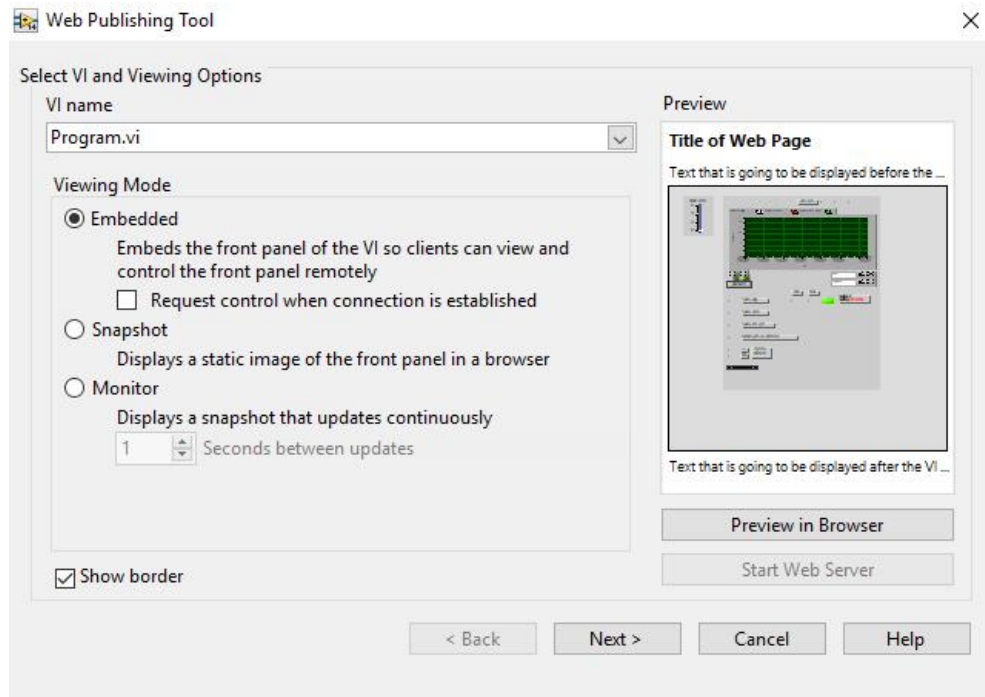 Web Publishing Tool
Select VI and Viewing Options
VI name
Program.vi
Viewing Mode
Embedded
Embeds the front panel of the VI so clients can view and
control the front panel remotely
Request control when connection is established
Snapshot
Displays a static image of the front panel in a browser
Monitor
Displays a snapshot that updates continuously
1 Seconds between updates
Show border
Preview
Title of Web Page
Text that is going to be displayed before the ...
Text that is going to be displayed after the VI ...
Preview in Browser
Start Web Server
< Back Next > Cancel Help